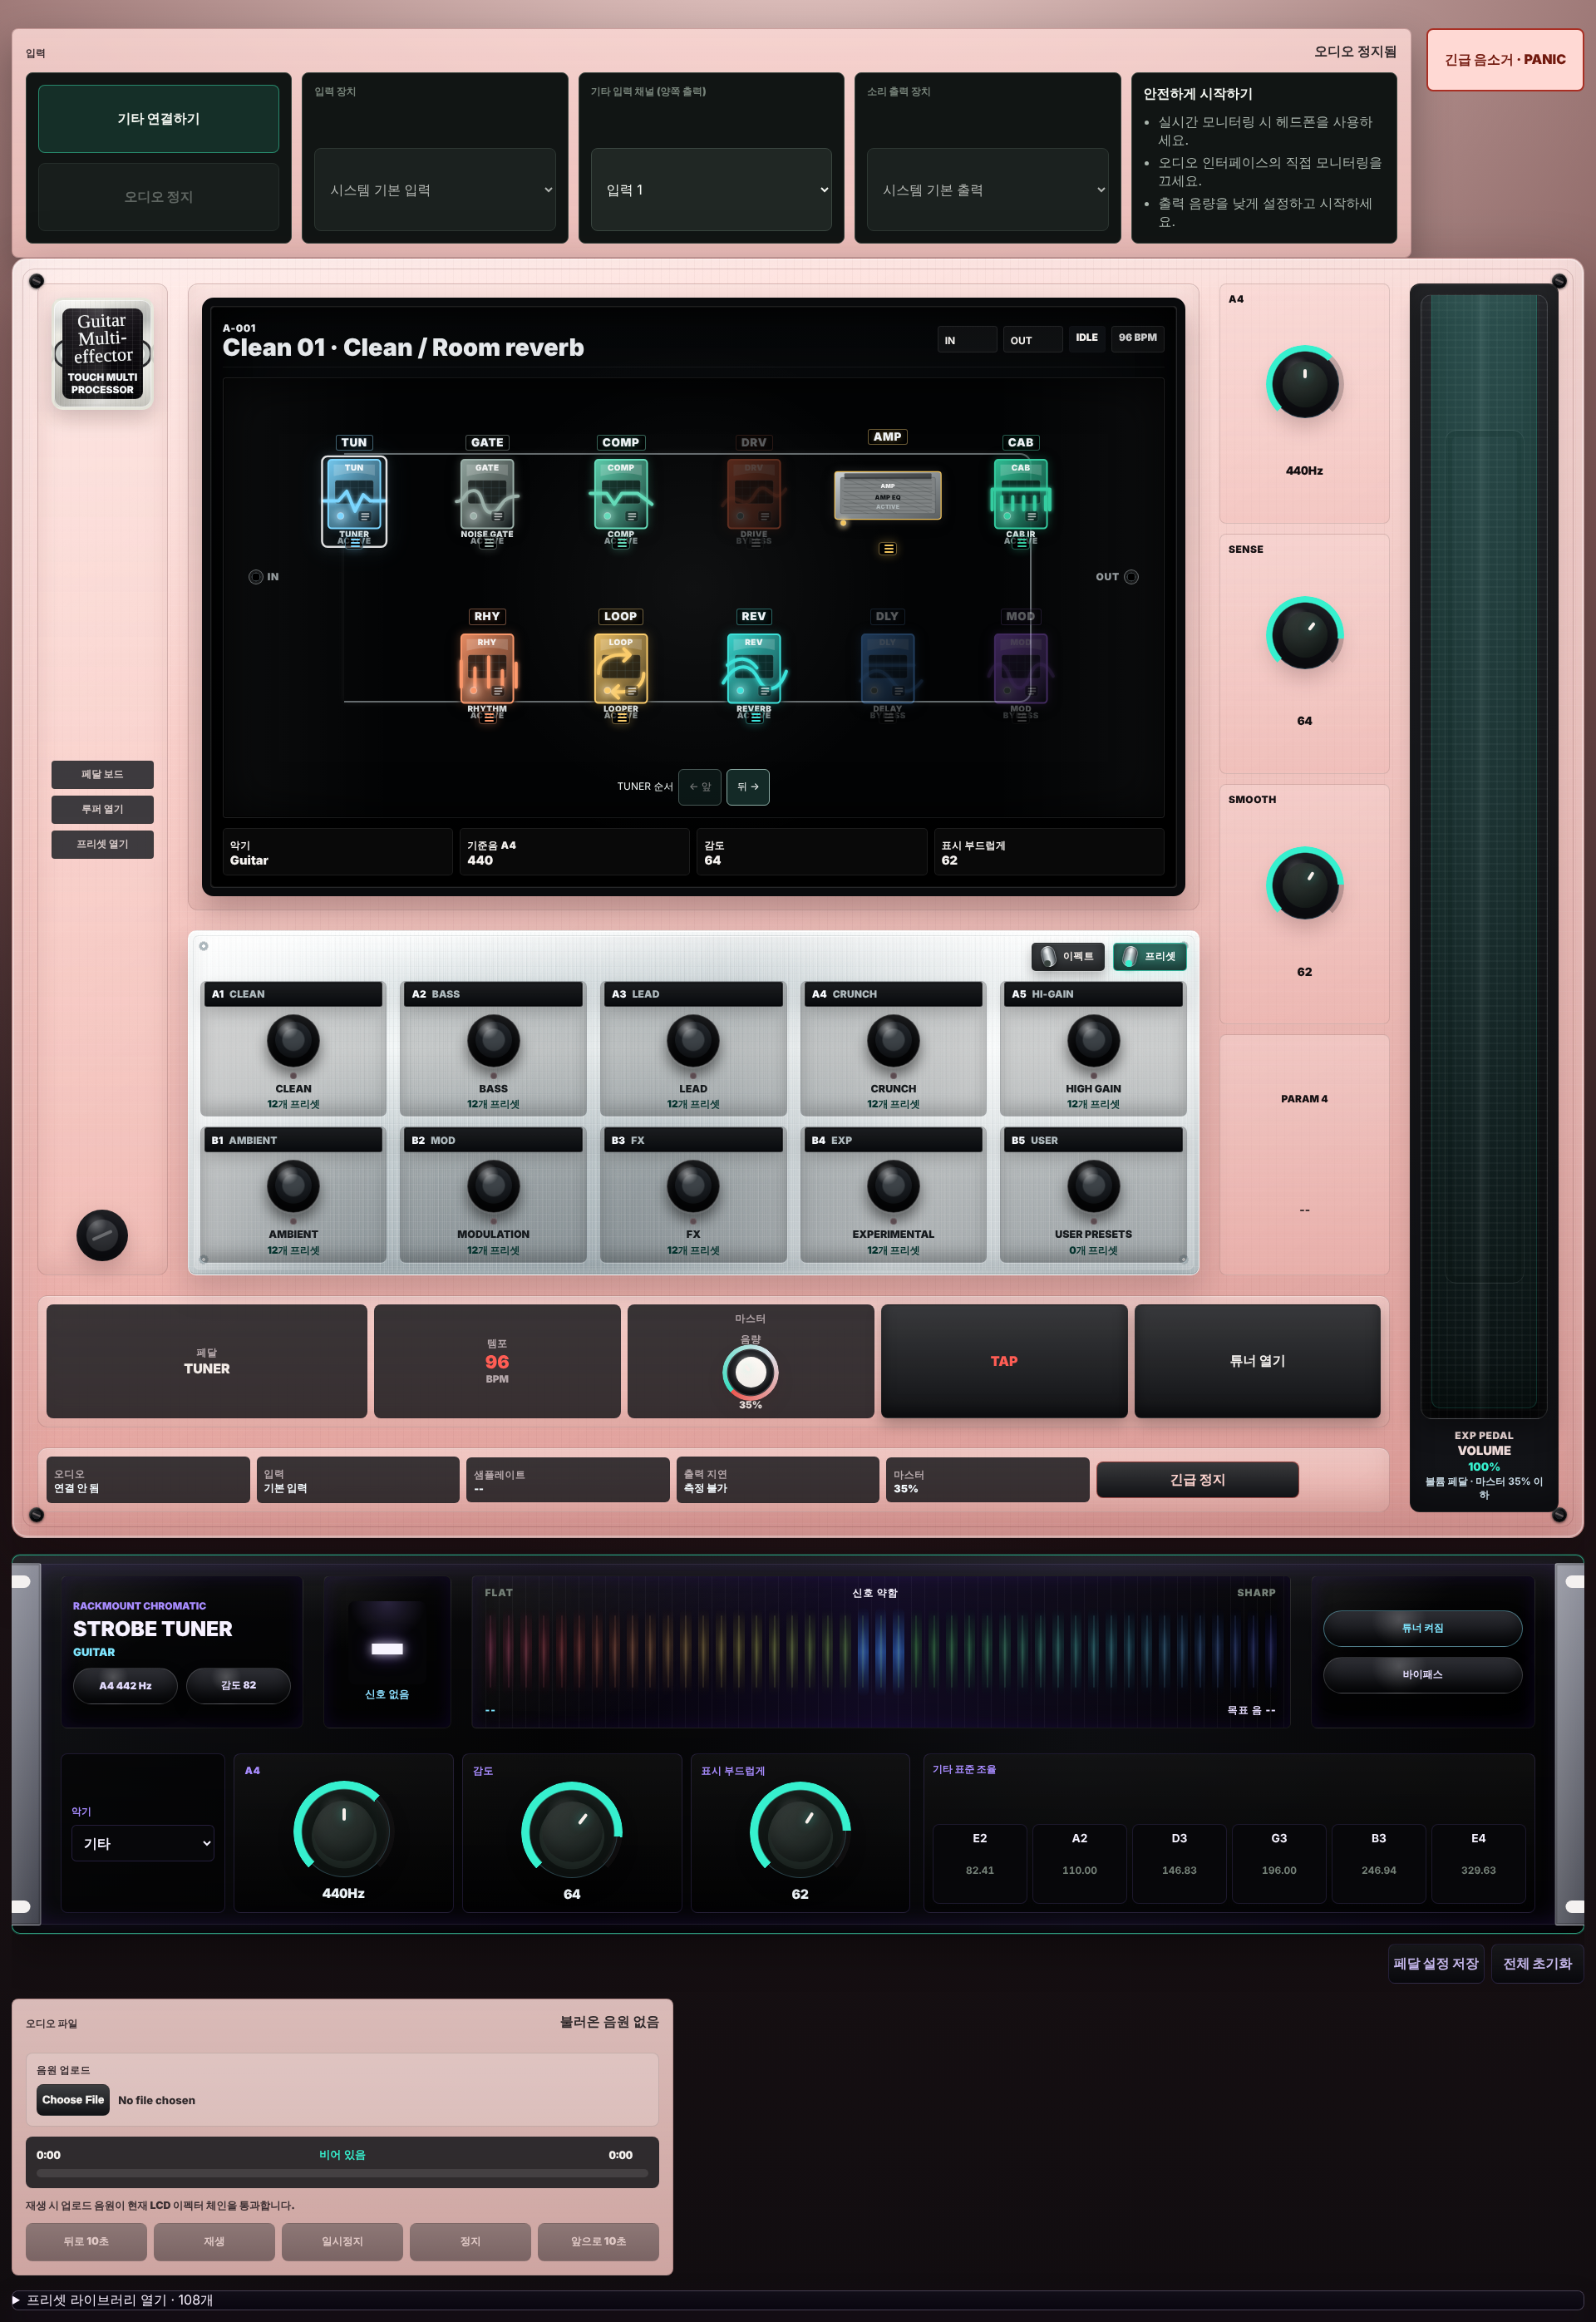 입력
오디오 정지됨
긴급 음소거 · PANIC
기타 연결하기
오디오 정지
입력 장치
시스템 기본 입력
기타 입력 채널 (양쪽 출력)
입력 1
소리 출력 장치
시스템 기본 출력
안전하게 시작하기
• 실시간 모니터링 시 헤드폰을 사용하
세요.
• 오디오 인터페이스의 직접 모니터링을
끄세요.
• 출력 음량을 낮게 설정하고 시작하세
요.
Guitar
Multi-
effector
TOUCH MULTI
PROCESSOR
페달 보드
루퍼 열기
프리셋 열기
A-001
Clean 01 · Clean / Room reverb
IN
OUT
IDLE
96 BPM
TUN
GATE
COMP
DRV
AMP
CAB
TUN
GATE
COMP
DRV
AMP
AMP EQ
ACTIVE
CAB
TUNER
NOISE GATE
COMP
DRIVE
CAB IR
IN
OUT
RHY
LOOP
REV
DLY
MOD
RHY
LOOP
REV
DLY
MOD
RHYTHM
LOOPER
REVERB
DELAY
MOD
TUNER 순서
← 앞
뒤 →
악기
Guitar
기준음 A4
440
감도
64
표시 부드럽게
62
A4
440Hz
SENSE
64
SMOOTH
62
PARAM 4
--
이펙트
프리셋
A1 CLEAN
A2 BASS
A3 LEAD
A4 CRUNCH
A5 HI-GAIN
CLEAN
BASS
LEAD
CRUNCH
HIGH GAIN
12개 프리셋
12개 프리셋
12개 프리셋
12개 프리셋
12개 프리셋
B1 AMBIENT
B2 MOD
B3 FX
B4 EXP
B5 USER
AMBIENT
MODULATION
FX
EXPERIMENTAL
USER PRESETS
12개 프리셋
12개 프리셋
12개 프리셋
12개 프리셋
0개 프리셋
페달
TUNER
템포
96
BPM
마스터
음량
35%
TAP
튜너 열기
오디오
연결 안 됨
입력
기본 입력
샘플레이트
--
출력 지연
측정 불가
마스터
35%
긴급 정지
EXP PEDAL
VOLUME
100%
볼륨 페달 · 마스터 35% 이
하
RACKMOUNT CHROMATIC
STROBE TUNER
GUITAR
A4 442 Hz
감도 82
신호 없음
FLAT
신호 약함
SHARP
--
목표 음 --
튜너 켜짐
바이패스
악기
기타
A4
440Hz
감도
64
표시 부드럽게
62
기타 표준 조율
E2
A2
D3
G3
B3
E4
82.41
110.00
146.83
196.00
246.94
329.63
페달 설정 저장
전체 초기화
오디오 파일
불러온 음원 없음
음원 업로드
Choose File
No file chosen
0:00
비어 있음
0:00
재생 시 업로드 음원이 현재 LCD 이펙터 체인을 통과합니다.
뒤로 10초
재생
일시정지
정지
앞으로 10초
▶ 프리셋 라이브러리 열기 · 108개